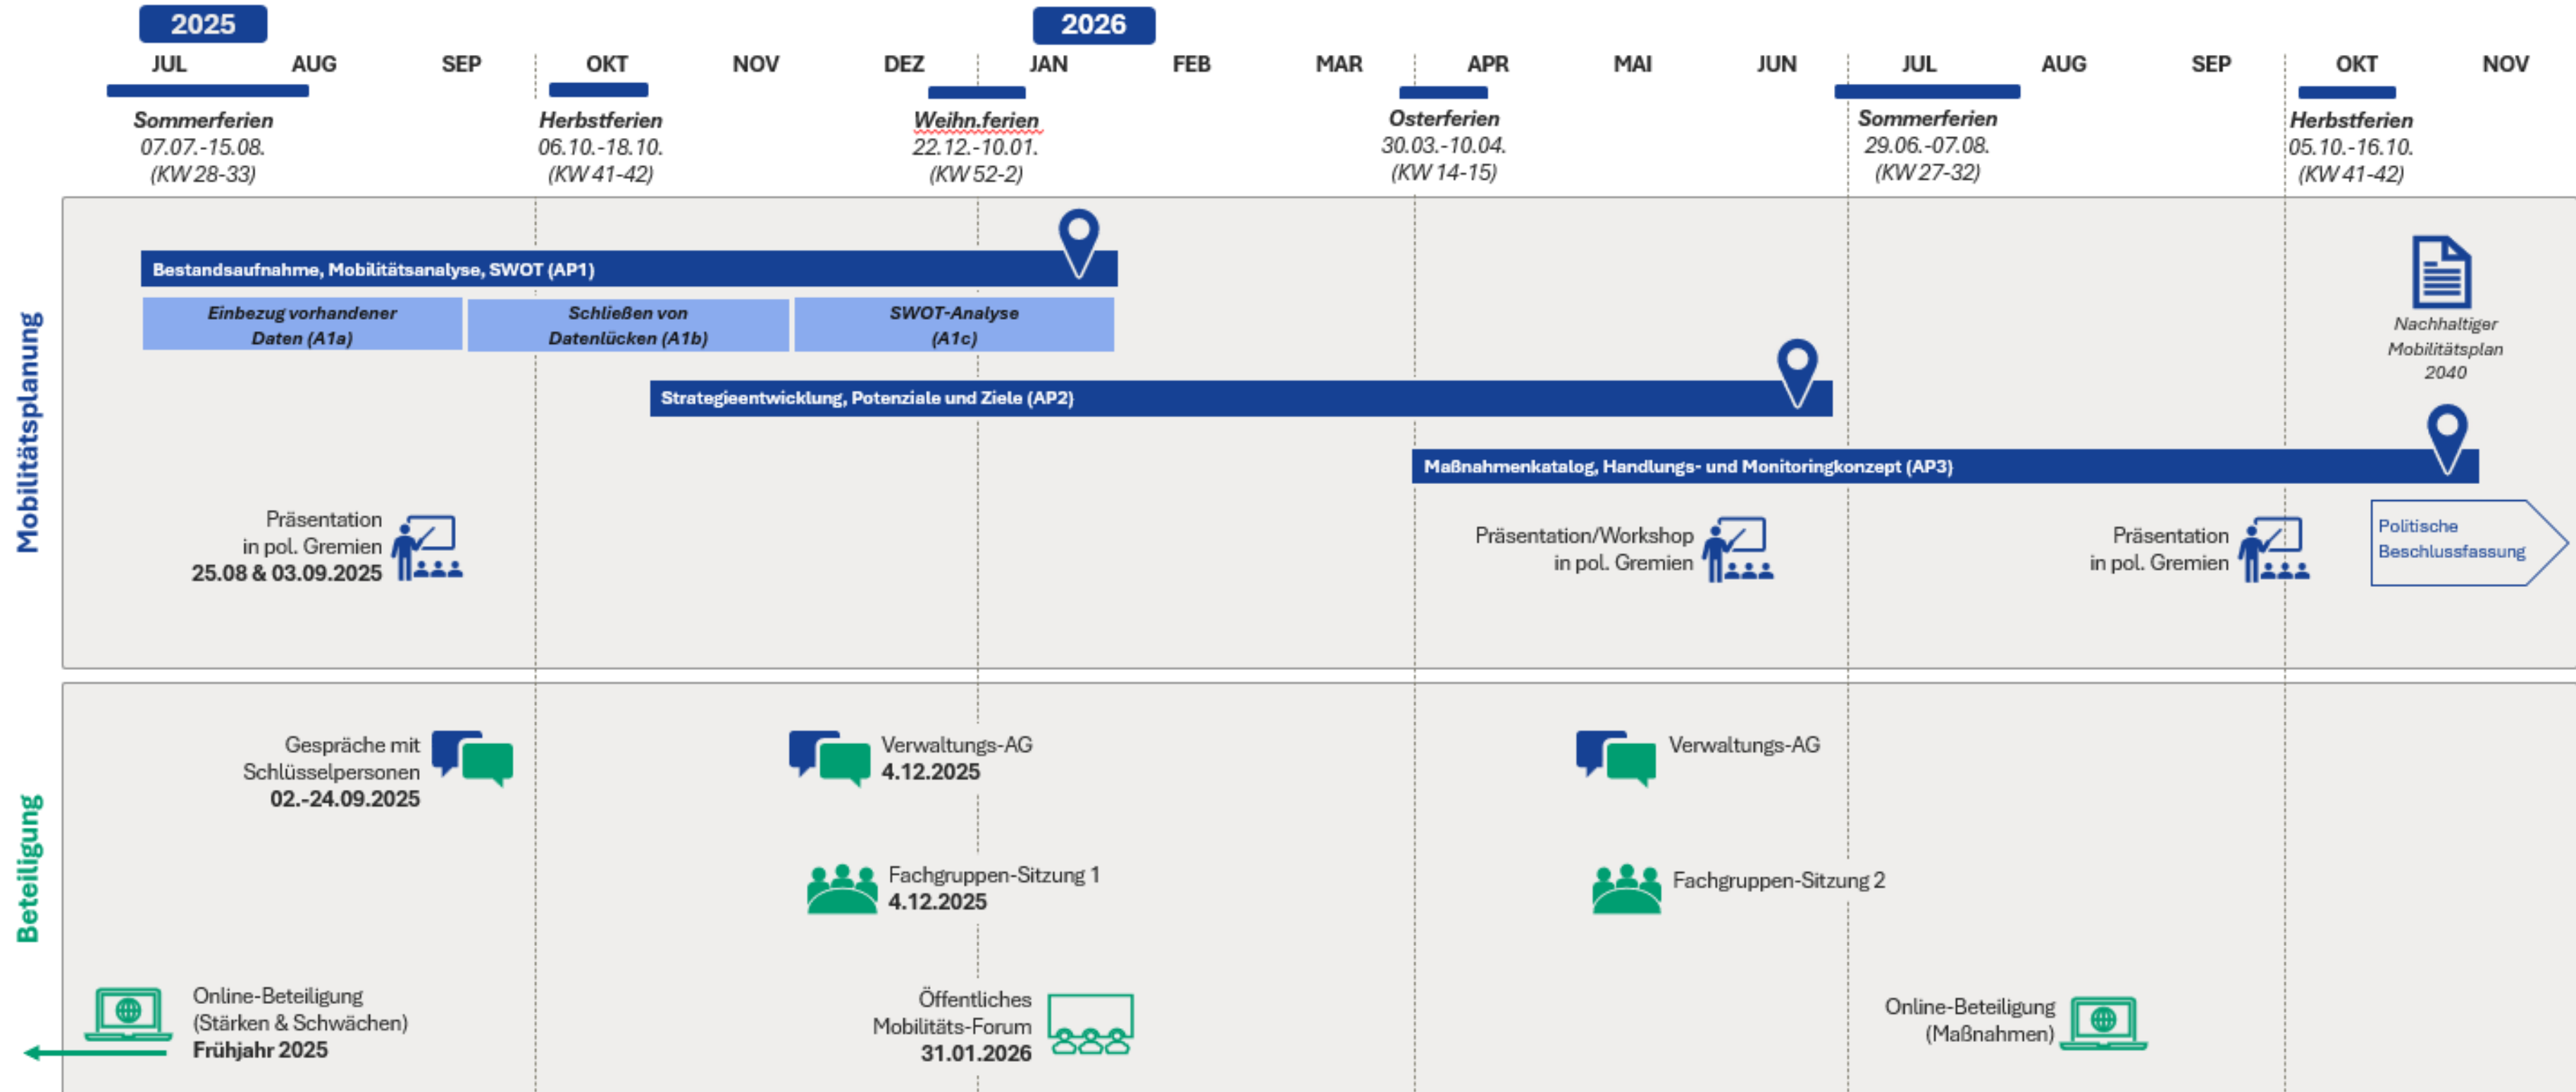 2025
2026
JUL AUG SEP OKT NOV DEZ JAN FEB MAR APR MAI JUN JUL AUG SEP OKT NOV
Sommerferien
07.07.-15.08.
(KW 28-33)
Herbstferien
06.10.-18.10.
(KW 41-42)
Weihn.ferien
22.12.-10.01.
(KW 52-2)
Osterferien
30.03.-10.04.
(KW 14-15)
Sommerferien
29.06.-07.08.
(KW 27-32)
Herbstferien
05.10.-16.10.
(KW 41-42)
Mobilitätsplanung
Bestandsaufnahme, Mobilitätsanalyse, SWOT (AP1)
Einbezug vorhandener
Daten (A1a)
Schließen von
Datenlücken (A1b)
SWOT-Analyse
(A1c)
Nachhaltiger
Mobilitätsplan
2040
Strategieentwicklung, Potenziale und Ziele (AP2)
Maßnahmenkatalog, Handlungs- und Monitoringkonzept (AP3)
Präsentation
in pol. Gremien
25.08 & 03.09.2025
Präsentation/Workshop
in pol. Gremien
Präsentation
in pol. Gremien
Politische
Beschlussfassung
Beteiligung
Gespräche mit
Schlüsselpersonen
02.-24.09.2025
Verwaltungs-AG
4.12.2025
Verwaltungs-AG
Fachgruppen-Sitzung 1
4.12.2025
Fachgruppen-Sitzung 2
Online-Beteiligung
(Stärken & Schwächen)
Frühjahr 2025
Öffentliches
Mobilitäts-Forum
31.01.2026
Online-Beteiligung
(Maßnahmen)